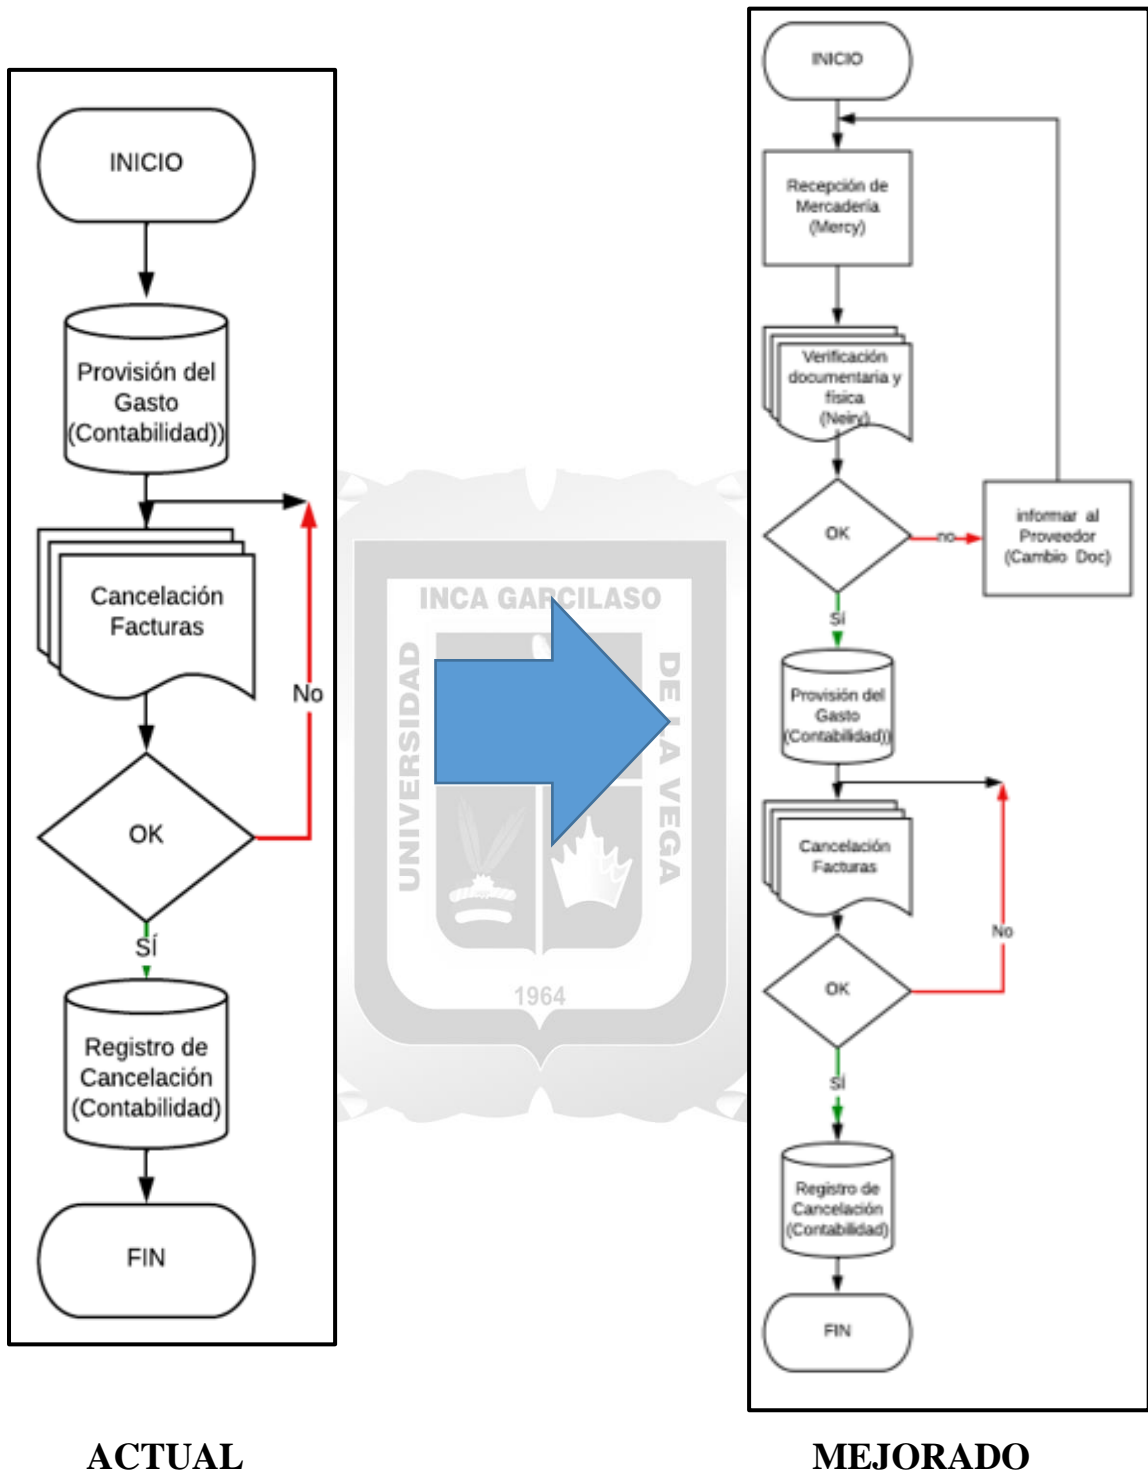 INICIO
Provisión del
Gasto
(Contabilidad))
Cancelación
Facturas
No
OK
SÍ
Registro de
Cancelación
(Contabilidad)
FIN
ACTUAL
INCA GARCILASO
UNIVERSIDAD
DE LA VEGA
1964
INICIO
Recepción de
Mercadería
(Mercy)
Verificación
documentaria y
física
(Neiry)
OK
no
informar al
Proveedor
(Cambio Doc)
SÍ
Provisión del
Gasto
(Contabilidad))
Cancelación
Facturas
No
OK
SÍ
Registro de
Cancelación
(Contabilidad)
FIN
MEJORADO